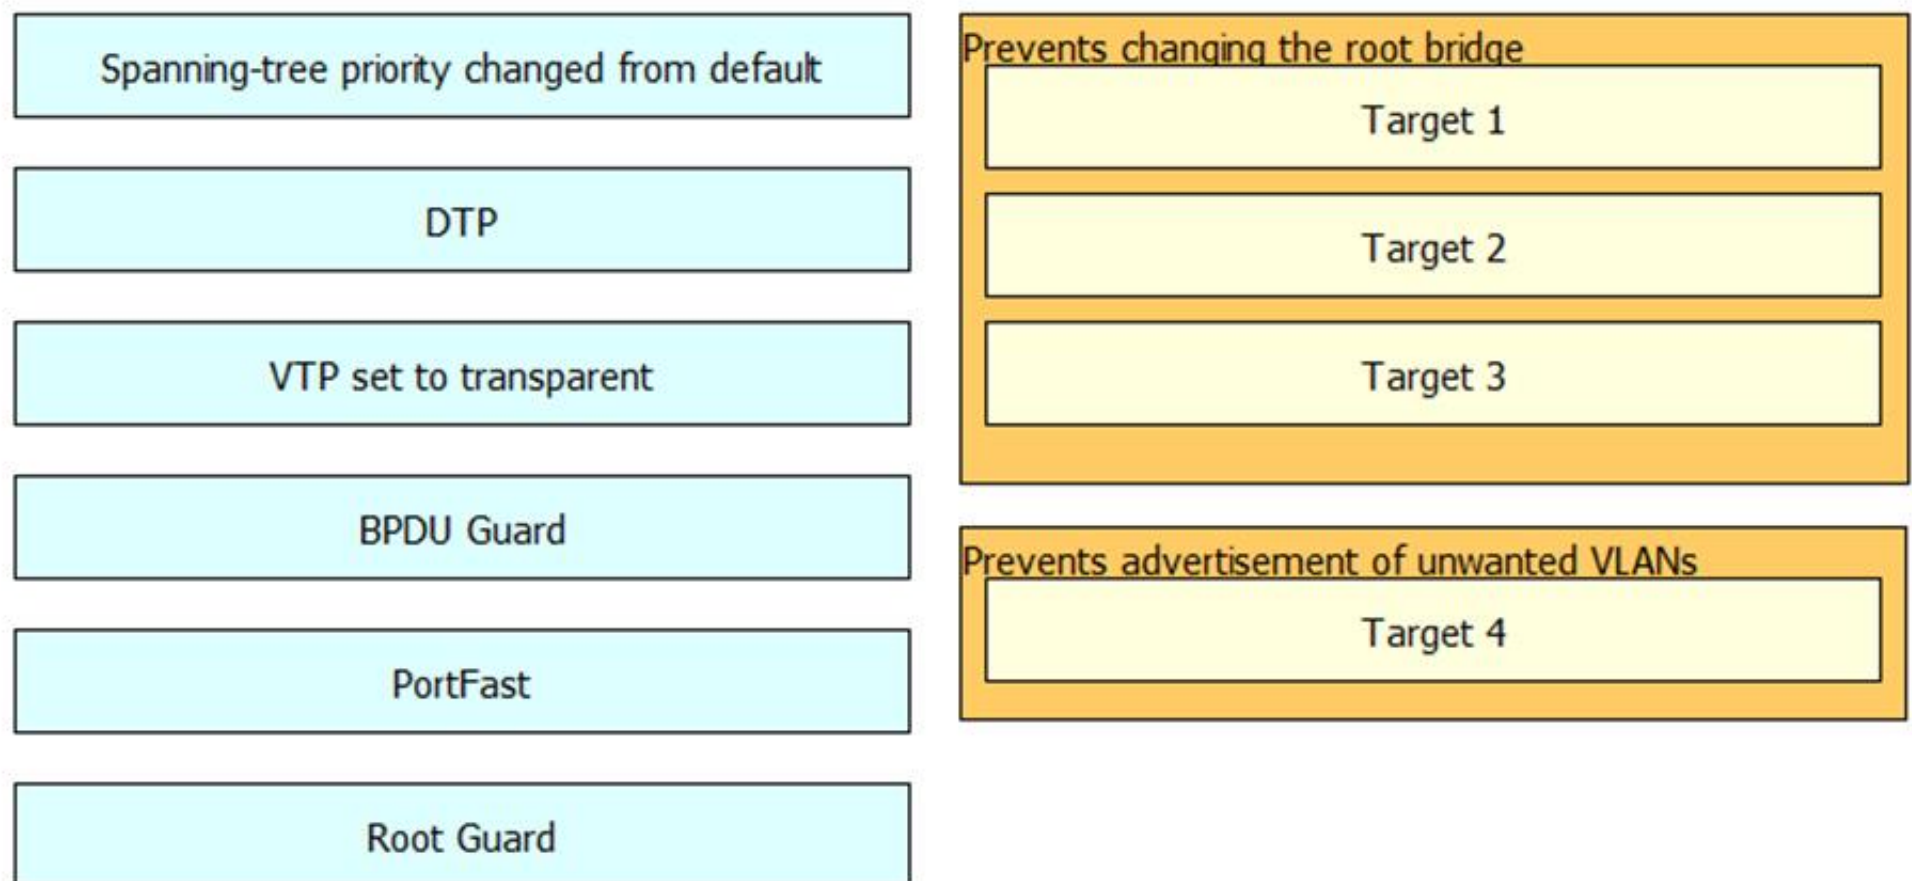 Spanning-tree priority changed from default
DTP
VTP set to transparent
BPDU Guard
PortFast
Root Guard
Prevents changing the root bridge
Target 1
Target 2
Target 3
Prevents advertisement of unwanted VLANs
Target 4